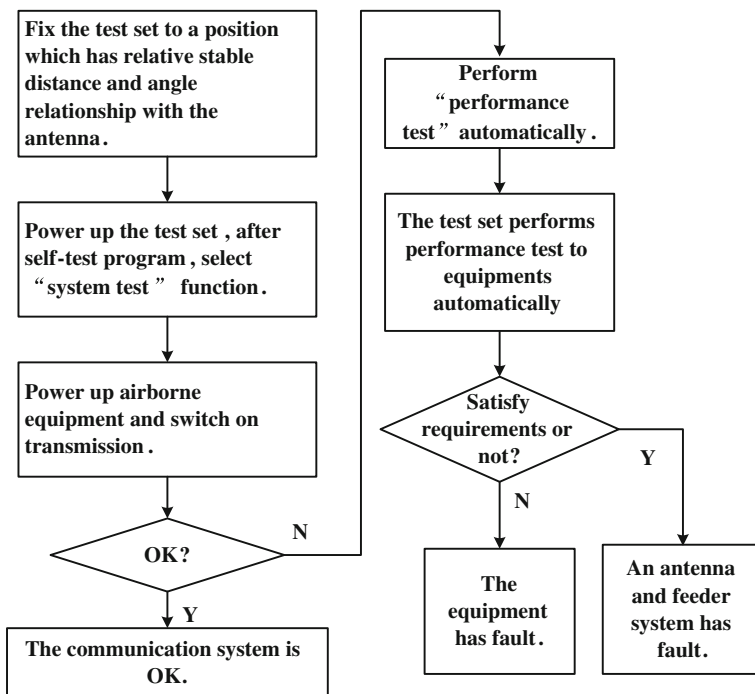 Fix the test set to a position
which has relative stable
distance and angle
relationship with the
antenna.
Power up the test set , after
self-test program, select
“system test” function.
Power up airborne
equipment and switch on
transmission.
OK?
N
Y
The communication system is
OK.
Perform
“performance
test” automatically.
The test set performs
performance test to
equipments
automatically
Satisfy
requirements or
not?
Y
N
The
equipment
has fault.
An antenna
and feeder
system has
fault.